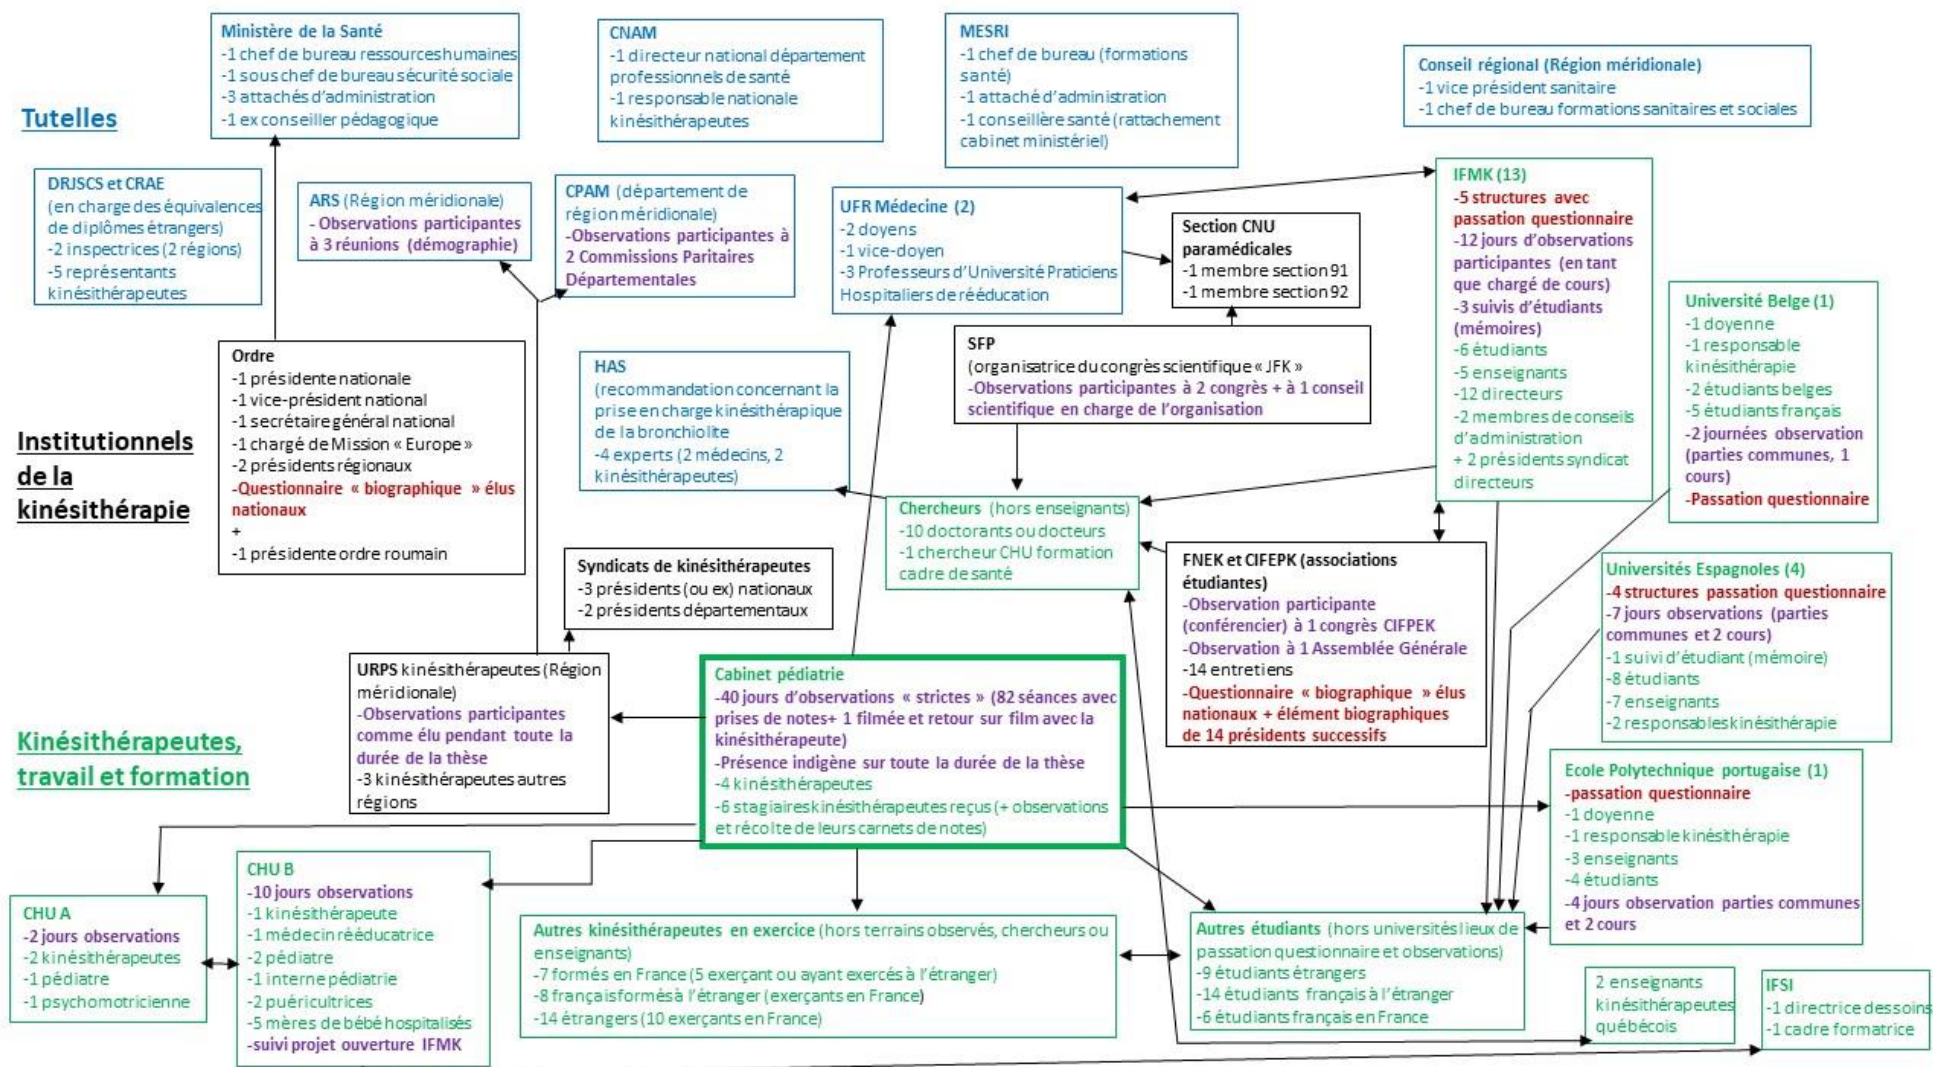 Tutelles
Ministère de la Santé
-1 chef de bureau ressources humaines
-1 sous chef de bureau sécurité sociale
-3 attachés d'administration
-1 ex conseiller pédagogique
CNAM
-1 directeur national département
professionnels de santé
-1 responsable nationale
kinésithérapeutes
MESRI
-1 chef de bureau (formations
santé)
-1 attaché d'administration
-1 conseillère santé (rattachement
cabinet ministériel)
Conseil régional (Région méridionale)
-1 vice président sanitaire
-1 chef de bureau formations sanitaires et sociales
DRJSCS et CRAE
(en charge des équivalences
de diplômes étrangers)
-2 inspectrices (2 régions)
-5 représentants
kinésithérapeutes
ARS (Région méridionale)
- Observations participantes
à 3 réunions (démographie)
CPAM (département de
région méridionale)
-Observations participantes à
2 Commissions Paritaires
Départementales
UFR Médecine (2)
-2 doyens
-1 vice-doyen
-3 Professeurs d'Université Praticiens
Hospitaliers de rééducation
Section CNU
paramédicales
-1 membre section 91
-1 membre section 92
IFMK (13)
-5 structures avec
passation questionnaire
-12 jours d'observations
participantes (en tant
que chargé de cours)
-3 suivis d'étudiants
(mémoires)
-6 étudiants
-5 enseignants
-12 directeurs
-2 membres de conseils
d'administration
+ 2 présidents syndicat
directeurs
Université Belge (1)
-1 doyenne
-1 responsable
kinésithérapie
-2 étudiants belges
-5 étudiants français
-2 journées observation
(parties communes, 1
cours)
-Passation questionnaire
Institutionnels
de la
kinésithérapie
Ordre
-1 présidente nationale
-1 vice-président national
-1 secrétaire général national
-1 chargé de Mission « Europe »
-2 présidents régionaux
-Questionnaire « biographique » élus
nationaux
+
-1 présidente ordre roumain
HAS
(recommandation concernant la
prise en charge kinésithérapique
de la bronchiolite
-4 experts (2 médecins, 2
kinésithérapeutes)
SFP
(organisatrice du congrès scientifique « JFK »
-Observations participantes à 2 congrès + à 1 conseil
scientifique en charge de l'organisation
Chercheurs (hors enseignants)
-10 doctorants ou docteurs
-1 chercheur CHU formation
cadre de santé
Syndicats de kinésithérapeutes
-3 présidents (ou ex) nationaux
-2 présidents départementaux
FNEK et CIFEPK (associations
étudiantes)
-Observation participante
(conférencier) à 1 congrès CIFPEK
-Observation à 1 Assemblée Générale
-14 entretiens
-Questionnaire « biographique » élus
nationaux + élément biographiques
de 14 présidents successifs
Universités Espagnoles (4)
-4 structures passation questionnaire
-7 jours observations (parties
communes et 2 cours)
-1 suivi d'étudiant (mémoire)
-8 étudiants
-7 enseignants
-2 responsables kinésithérapie
Kinésithérapeutes,
travail et formation
URPS kinésithérapeutes (Région
méridionale)
-Observations participantes
comme élu pendant toute la
durée de la thèse
-3 kinésithérapeutes autres
régions
Cabinet pédiatrie
-40 jours d'observations « strictes » (82 séances avec
prises de notes+ 1 filmée et retour sur film avec la
kinésithérapeute)
-Présence indigène sur toute la durée de la thèse
-4 kinésithérapeutes
-6 stagiaires kinésithérapeutes reçus (+ observations
et récolte de leurs carnets de notes)
Ecole Polytechnique portugaise (1)
-passation questionnaire
-1 doyenne
-1 responsable kinésithérapie
-3 enseignants
-4 étudiants
-4 jours observation parties communes
et 2 cours
CHU A
-2 jours observations
-2 kinésithérapeutes
-1 pédiatre
-1 psychomotricienne
CHU B
-10 jours observations
-1 kinésithérapeute
-1 médecin rééducatrice
-2 pédiatre
-1 interne pédiatrie
-2 puéricultrices
-5 mères de bébé hospitalisés
-suivi projet ouverture IFMK
Autres kinésithérapeutes en exercice (hors terrains observés, chercheurs ou
enseignants)
-7 formés en France (5 exerçant ou ayant exercés à l'étranger)
-8 français formés à l'étranger (exerçants en France)
-14 étrangers (10 exerçants en France)
Autres étudiants (hors universités lieux de
passation questionnaire et observations)
-9 étudiants étrangers
-14 étudiants français à l'étranger
-6 étudiants français en France
2 enseignants
kinésithérapeutes
québécois
IFSI
-1 directrice des soins
-1 cadre formatrice